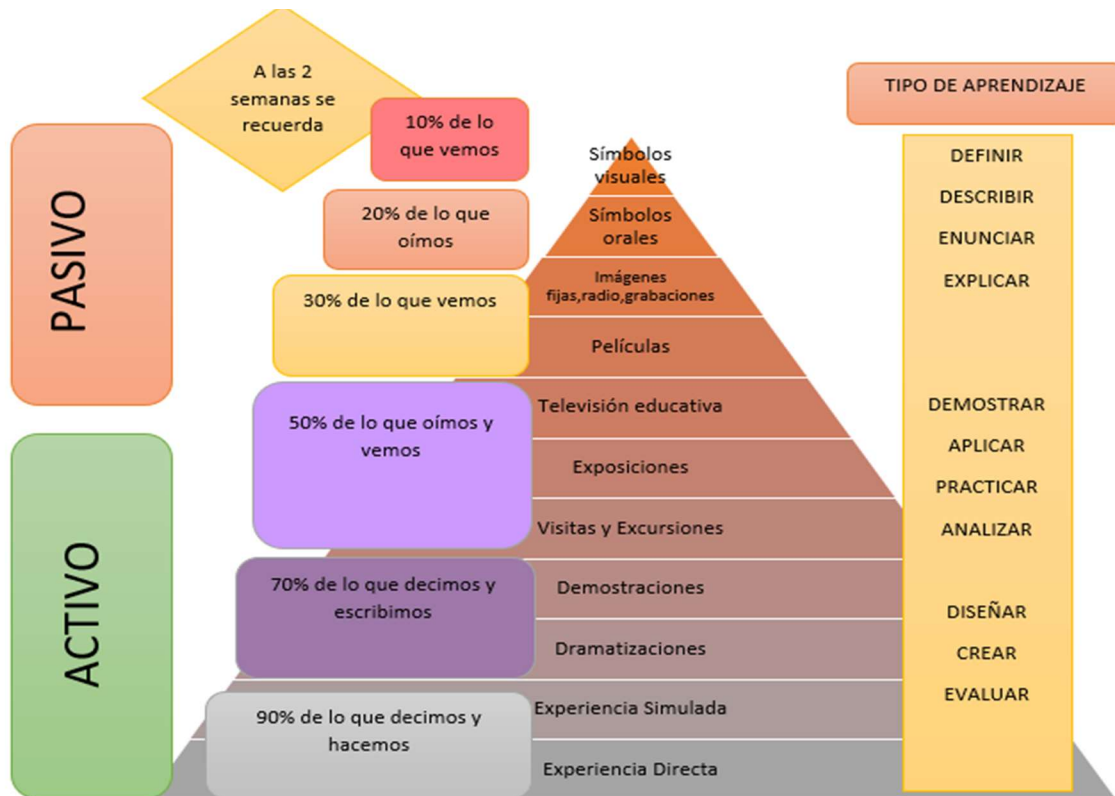 A las 2
semanas se
recuerda
TIPO DE APRENDIZAJE
PASIVO
ACTIVO
10% de lo
que vemos
20% de lo que
oímos
30% de lo que vemos
50% de lo que oímos y
vemos
70% de lo que decimos y
escribimos
90% de lo que decimos y
hacemos
Símbolos
visuales
Símbolos
orales
Imágenes
fijas,radio,grabaciones
Películas
Televisión educativa
Exposiciones
Visitas y Excursiones
Demostraciones
Dramatizaciones
Experiencia Simulada
Experiencia Directa
DEFINIR
DESCRIBIR
ENUNCIAR
EXPLICAR
DEMOSTRAR
APLICAR
PRACTICAR
ANALIZAR
DISEÑAR
CREAR
EVALUAR